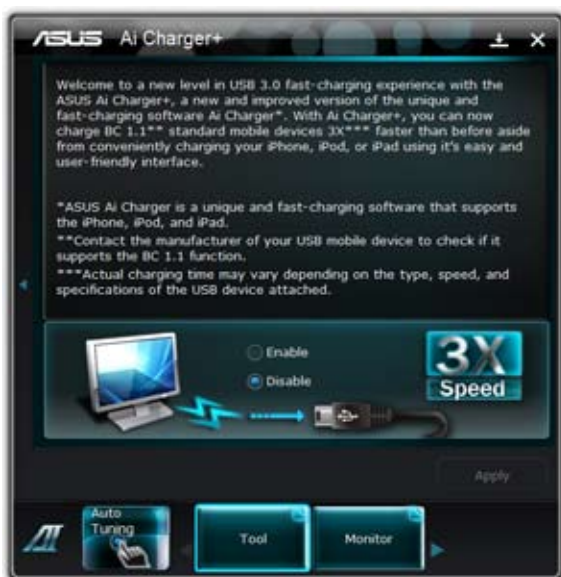 ASUS Ai Charger+
Welcome to a new level in USB 3.0 fast-charging experience with the
ASUS Ai Charger+, a new and improved version of the unique and
fast-charging software Ai Charger*. With Ai Charger+, you can now
charge BC 1.1** standard mobile devices 3X*** faster than before aside
from conveniently charging your iPhone, iPod, or iPad using it's easy and
user-friendly interface.
*ASUS Ai Charger is a unique and fast-charging software that supports
the iPhone, iPod, and iPad.
**Contact the manufacturer of your USB mobile device to check if it
supports the BC 1.1 function.
***Actual charging time may vary depending on the type, speed, and
specifications of the USB device attached.
Enable
Disable
3X
Speed
Apply
AI
Auto
Tuning
Tool
Monitor